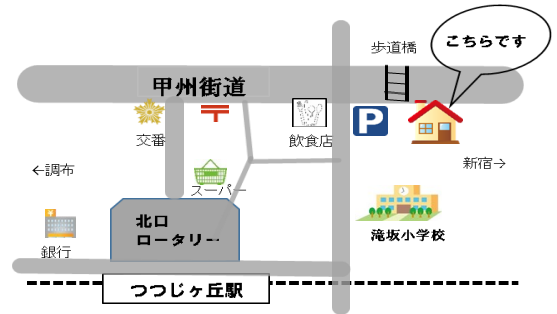 歩道橋
こちらです
甲州街道
〒
P
交番
飲食店
新宿→
←調布
スーパー
北口
ロータリー
滝坂小学校
銀行
つつじヶ丘駅